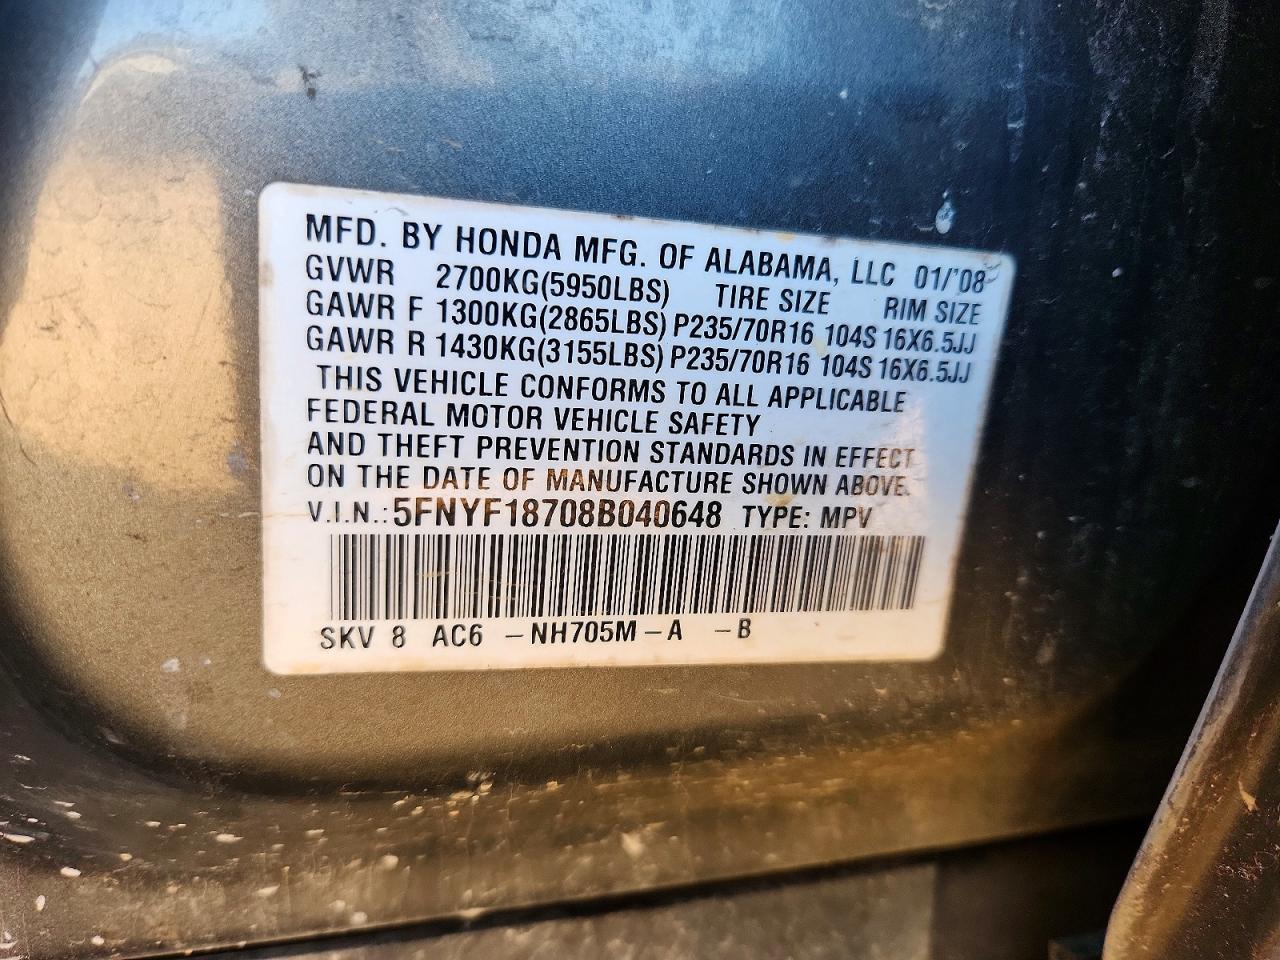 MFD. BY HONDA MFG. OF ALABAMA, LLC 01/'08
GVWR 2700KG(5950LBS) TIRE SIZE RIM SIZE
GAWR F 1300KG(2865LBS) P235/70R16 104S 16X6.5JJ
GAWR R 1430KG(3155LBS) P235/70R16 104S 16X6.5JJ
THIS VEHICLE CONFORMS TO ALL APPLICABLE
FEDERAL MOTOR VEHICLE SAFETY
AND THEFT PREVENTION STANDARDS IN EFFECT
ON THE DATE OF MANUFACTURE SHOWN ABOVE.
V.I.N.: 5FNYF18708B040648 TYPE: MPV
SKV 8 AC6 –NH705M–A –B